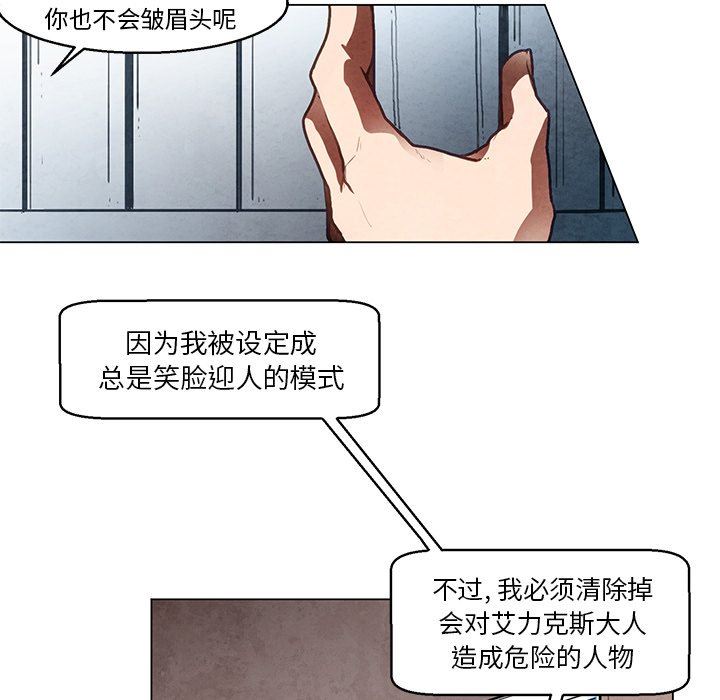 你也不会皱眉头呢
因为我被设定成
总是笑脸迎人的模式
不过, 我必须清除掉
会对艾力克斯大人
造成危险的人物